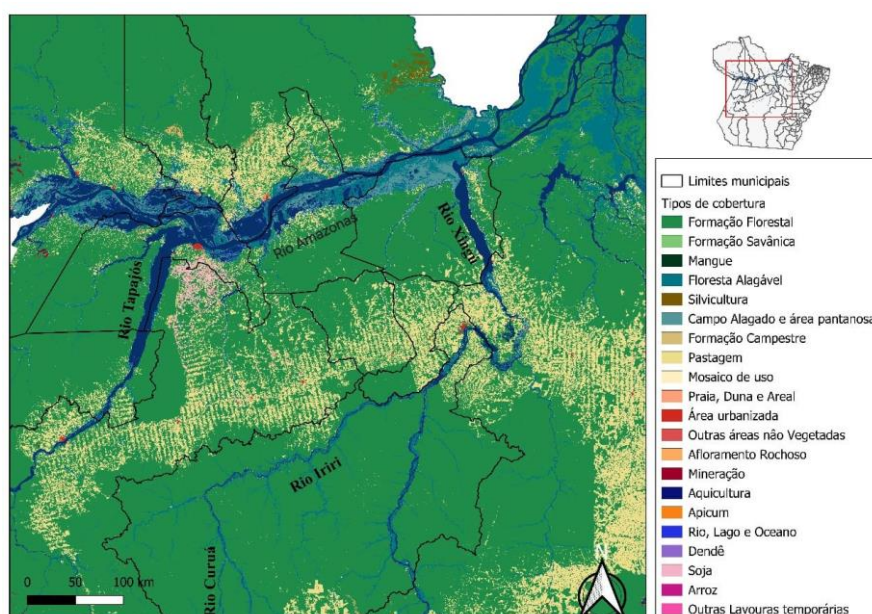 Rio Amazonas
Rio Xingu
Rio Tapajós
Rio Iriri
Rio Curuá
0 50 100 km
N
Limites municipais
Tipos de cobertura
Formação Florestal
Formação Savânica
Mangue
Floresta Alagável
Silvicultura
Campo Alagado e área pantanosa
Formação Campestre
Pastagem
Mosaico de uso
Praia, Duna e Areal
Área urbanizada
Outras áreas não Vegetadas
Afloramento Rochoso
Mineração
Aquicultura
Apicum
Rio, Lago e Oceano
Dendê
Soja
Arroz
Outras Lavouras temporárias